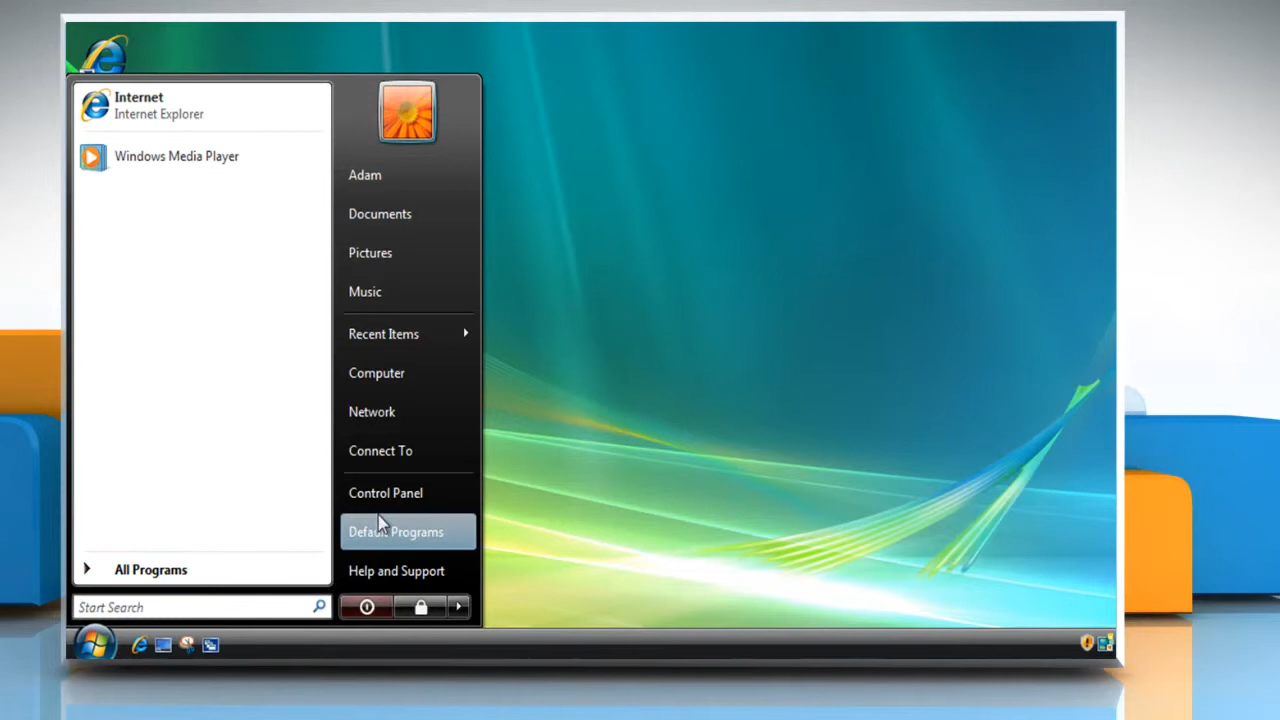 Internet
Internet Explorer
Windows Media Player
All Programs
Start Search
Adam
Documents
Pictures
Music
Recent Items
Computer
Network
Connect To
Control Panel
Default Programs
Help and Support